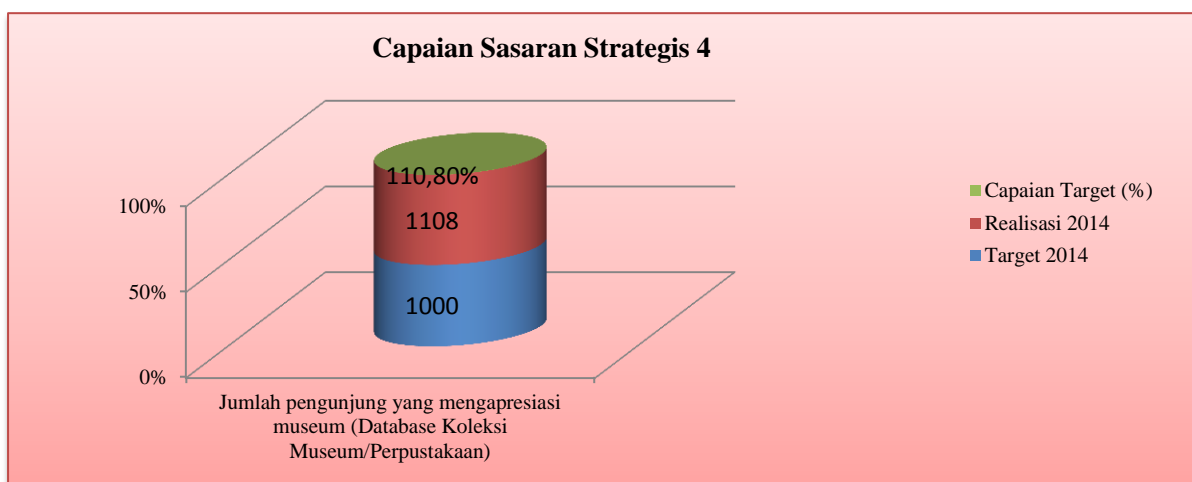 Capaian Sasaran Strategis 4
110,80%
1108
1000
100%
50%
0%
Jumlah pengunjung yang mengapresiasi
museum (Database Koleksi
Museum/Perpustakaan)
Capaian Target (%)
Realisasi 2014
Target 2014